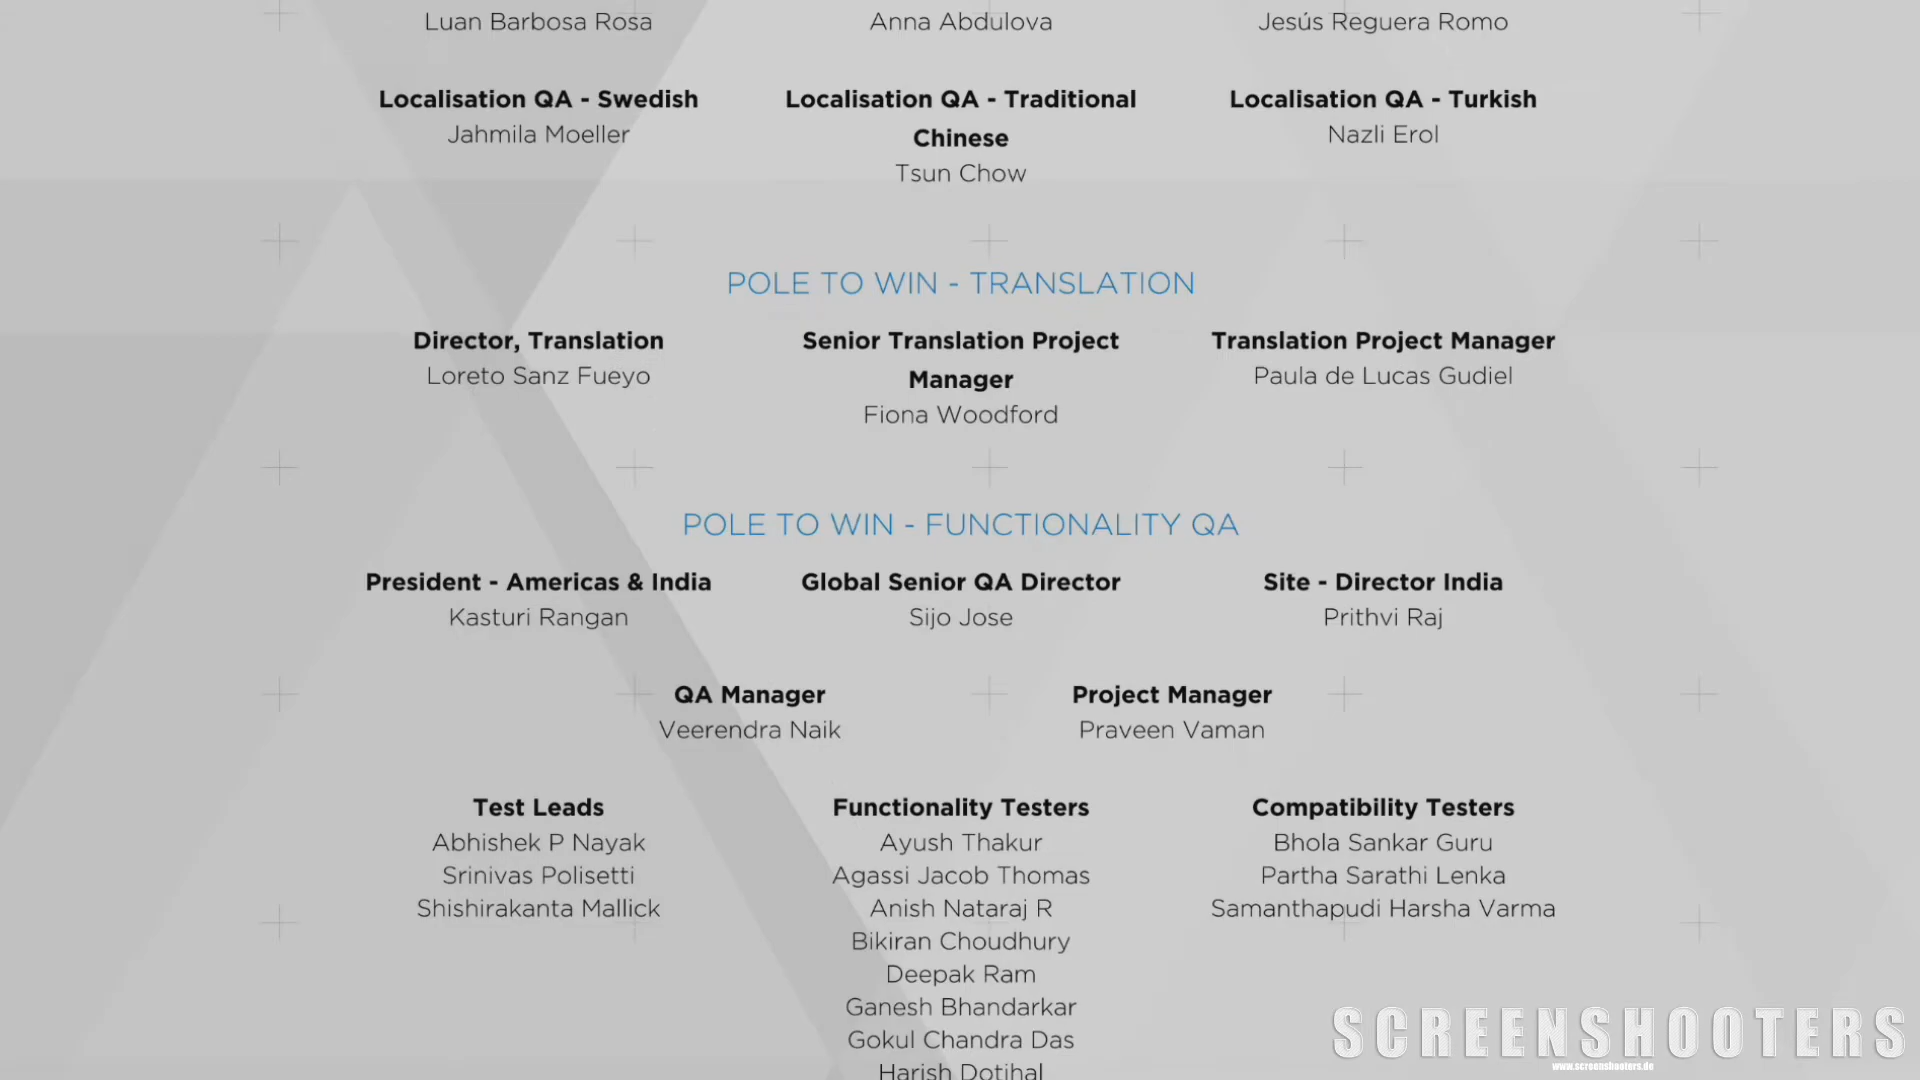 Luan Barbosa Rosa
Anna Abdulova
Jesús Reguera Romo
Localisation QA - Swedish
Jahmila Moeller
Localisation QA - Traditional
Chinese
Tsun Chow
Localisation QA - Turkish
Nazli Erol
POLE TO WIN - TRANSLATION
Director, Translation
Loreto Sanz Fueyo
Senior Translation Project
Manager
Fiona Woodford
Translation Project Manager
Paula de Lucas Gudiel
POLE TO WIN - FUNCTIONALITY QA
President - Americas & India
Kasturi Rangan
Global Senior QA Director
Sijo Jose
Site - Director India
Prithvi Raj
QA Manager
Veerendra Naik
Project Manager
Praveen Vaman
Test Leads
Abhishek P Nayak
Srinivas Polisetti
Shishirakanta Mallick
Functionality Testers
Ayush Thakur
Agassi Jacob Thomas
Anish Nataraj R
Bikiran Choudhury
Deepak Ram
Ganesh Bhandarkar
Gokul Chandra Das
Harish Dotihal
Compatibility Testers
Bhola Sankar Guru
Partha Sarathi Lenka
Samanthapudi Harsha Varma
SCREENSHOOTERS
www.screenshooters.de